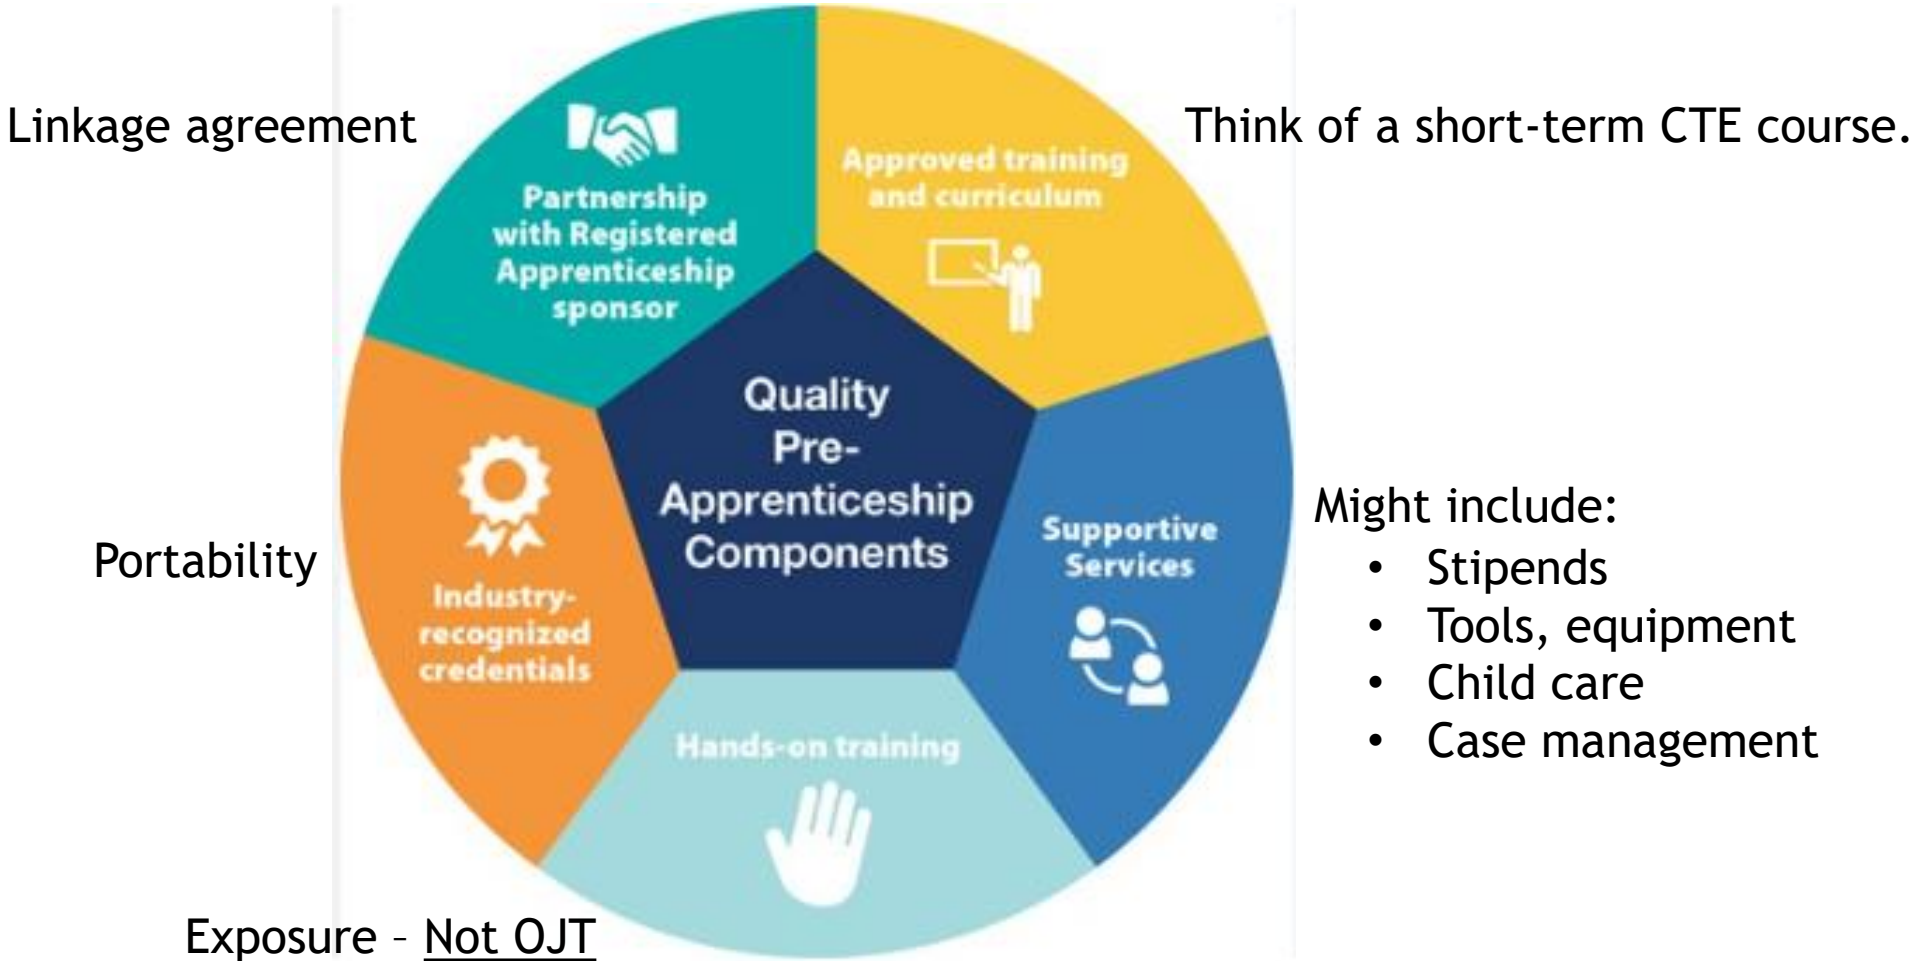 Linkage agreement
Partnership
with Registered
Apprenticeship
sponsor
Approved training
and curriculum
Think of a short-term CTE course.
Quality
Pre-
Apprenticeship
Components
Portability
Industry-
recognized
credentials
Supportive
Services
Might include:
• Stipends
• Tools, equipment
• Child care
• Case management
Hands-on training
Exposure – Not OJT